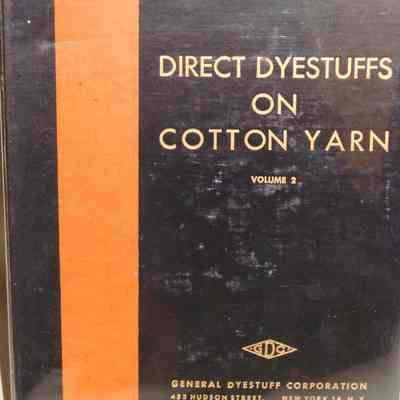 DIRECT DYESTUFFS
ON
COTTON YARN
VOLUME 2
GDC
GENERAL DYESTUFF CORPORATION
435 HUDSON STREET, NEW YORK 14, N.Y.